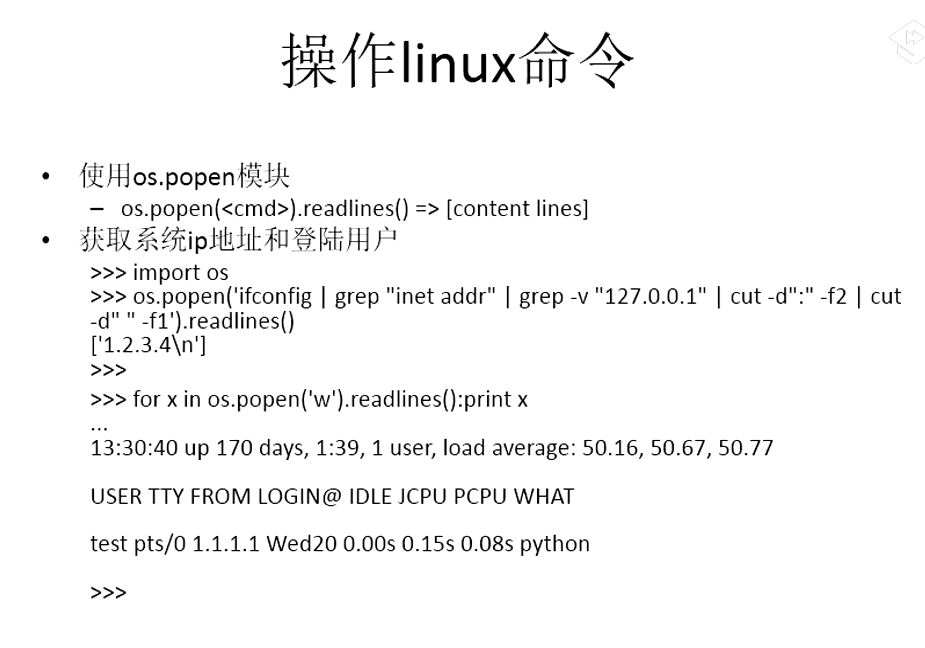 操作linux命令
• 使用os.popen模块
– os.popen(<cmd>).readlines() => [content lines]
• 获取系统ip地址和登陆用户
>>> import os
>>> os.popen('ifconfig | grep "inet addr" | grep -v "127.0.0.1" | cut -d":" -f2 | cut
-d" " -f1').readlines()
['1.2.3.4\n']
>>>
>>> for x in os.popen('w').readlines():print x
...
13:30:40 up 170 days, 1:39, 1 user, load average: 50.16, 50.67, 50.77
USER TTY FROM LOGIN@ IDLE JCPU PCPU WHAT
test pts/0 1.1.1.1 Wed20 0.00s 0.15s 0.08s python
>>>